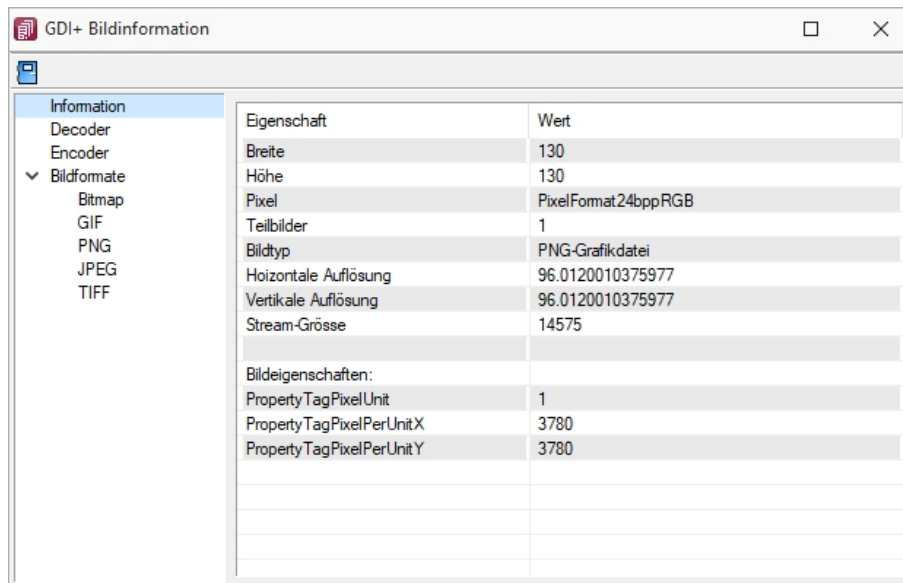 GDI+ Bildinformation
Information
Decoder
Encoder
Bildformate
Bitmap
GIF
PNG
JPEG
TIFF
Eigenschaft Wert
Breite 130
Höhe 130
Pixel PixelFormat24bppRGB
Teilbilder 1
Bildtyp PNG-Grafikdatei
Hoizontale Auflösung 96.0120010375977
Vertikale Auflösung 96.0120010375977
Stream-Grösse 14575
Bildeigenschaften:
PropertyTagPixelUnit 1
PropertyTagPixelPerUnitX 3780
PropertyTagPixelPerUnitY 3780